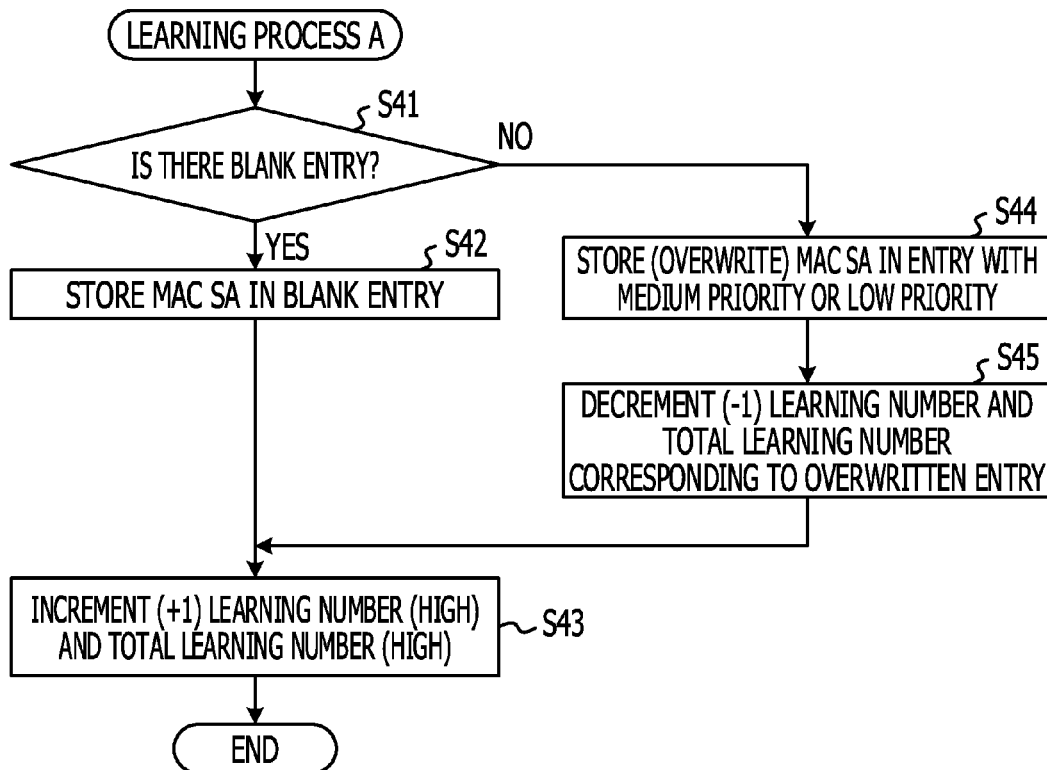 LEARNING PROCESS A
S41
IS THERE BLANK ENTRY?
NO
YES
S42
STORE MAC SA IN BLANK ENTRY
S44
STORE (OVERWRITE) MAC SA IN ENTRY WITH
MEDIUM PRIORITY OR LOW PRIORITY
S45
DECREMENT (-1) LEARNING NUMBER AND
TOTAL LEARNING NUMBER
CORRESPONDING TO OVERWRITTEN ENTRY
INCREMENT (+1) LEARNING NUMBER (HIGH)
AND TOTAL LEARNING NUMBER (HIGH)
S43
END